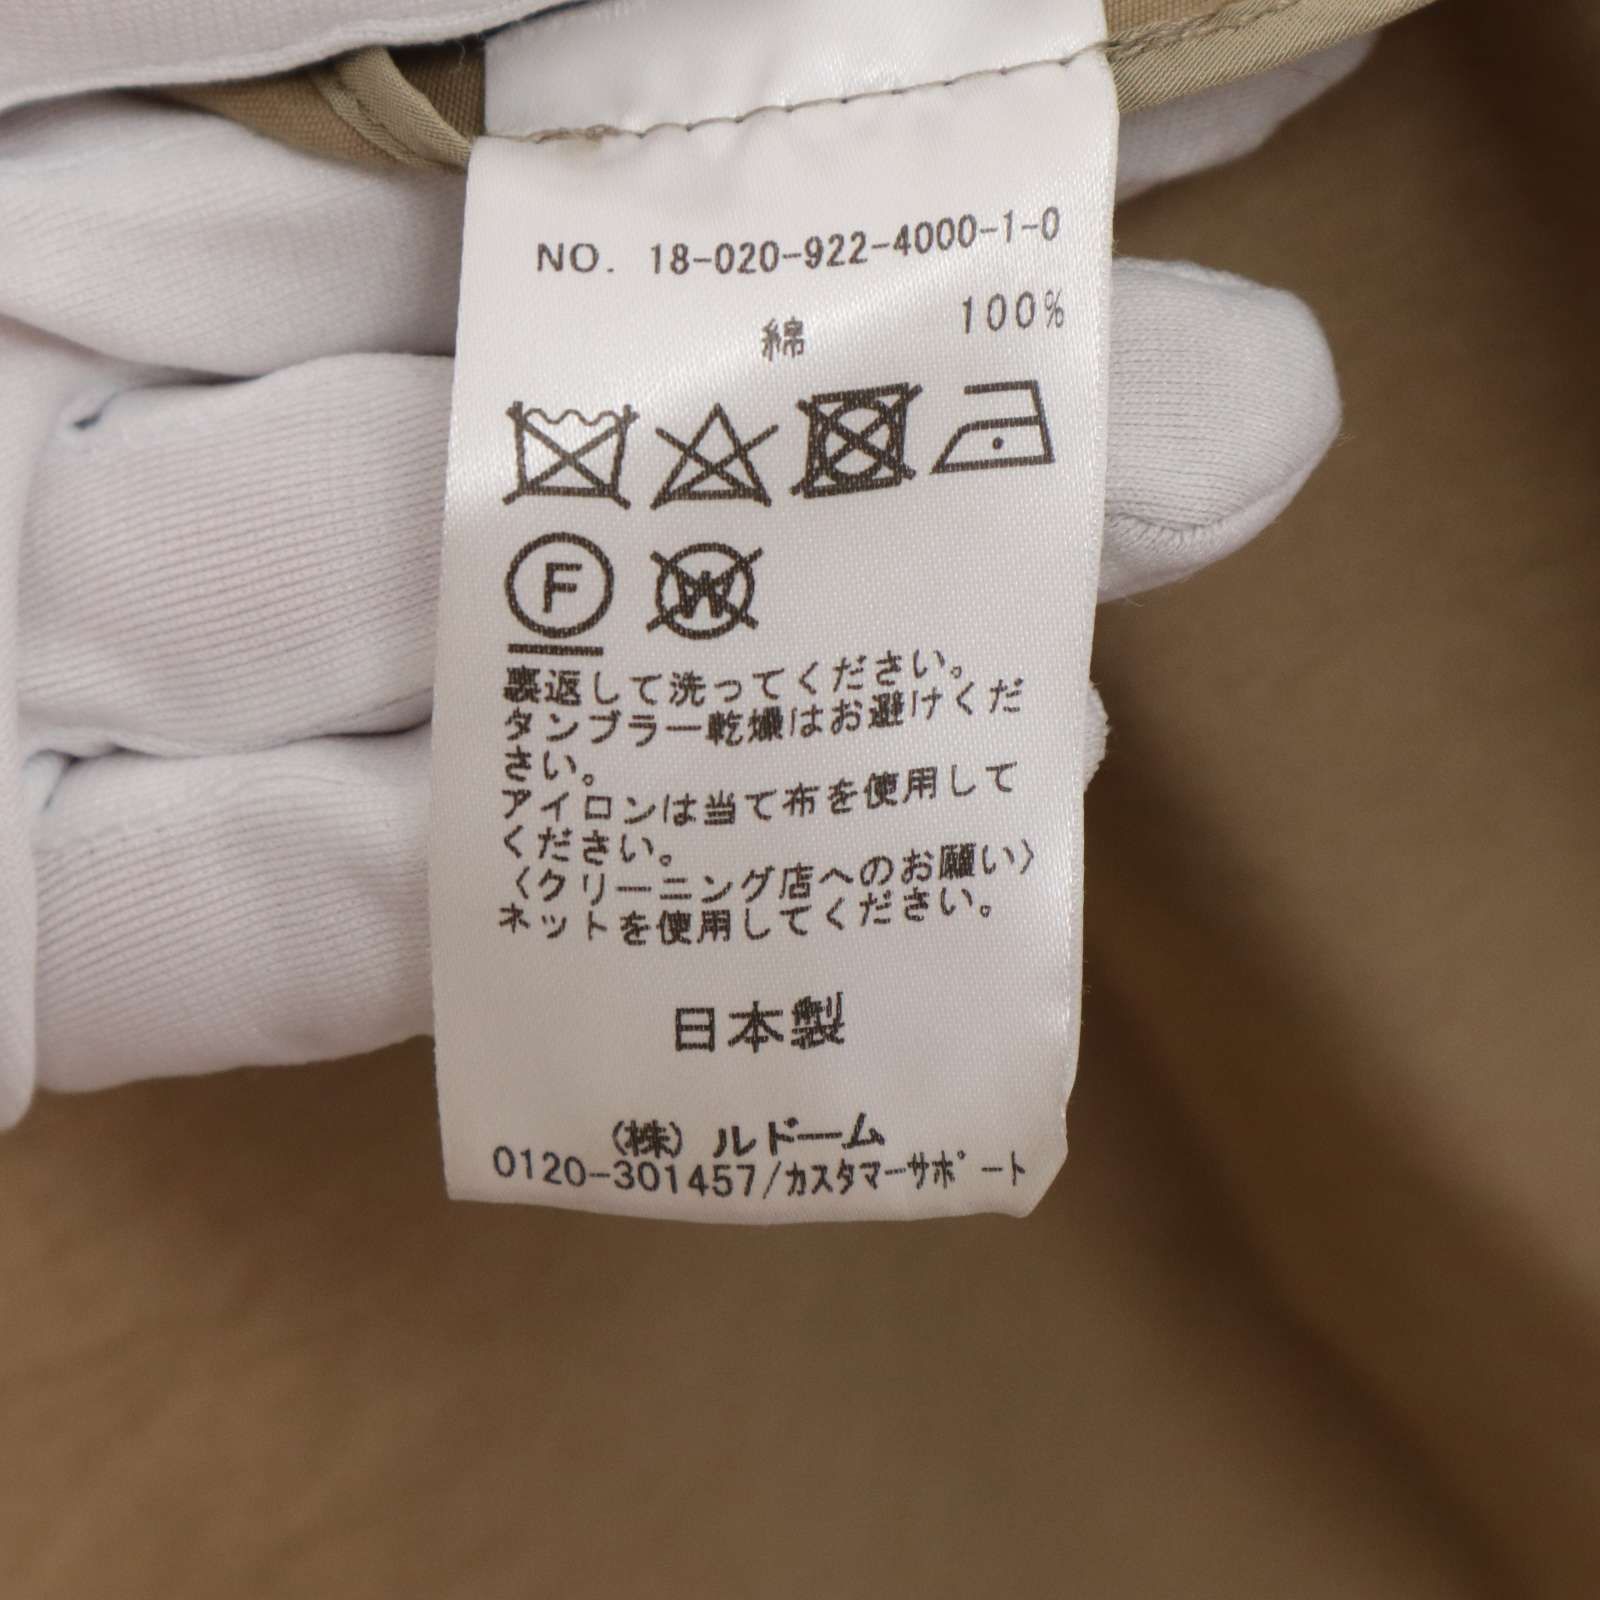 NO. 18-020-922-4000-1-0
綿 100%
F
W
裏返して洗ってください。
タンブラー乾燥はお避けくだ
さい。
アイロンは当て布を使用して
ください。
〈クリーニング店へのお願い〉
ネットを使用してください。
日本製
(株) ルドーム
0120-301457/カスタマーサポート